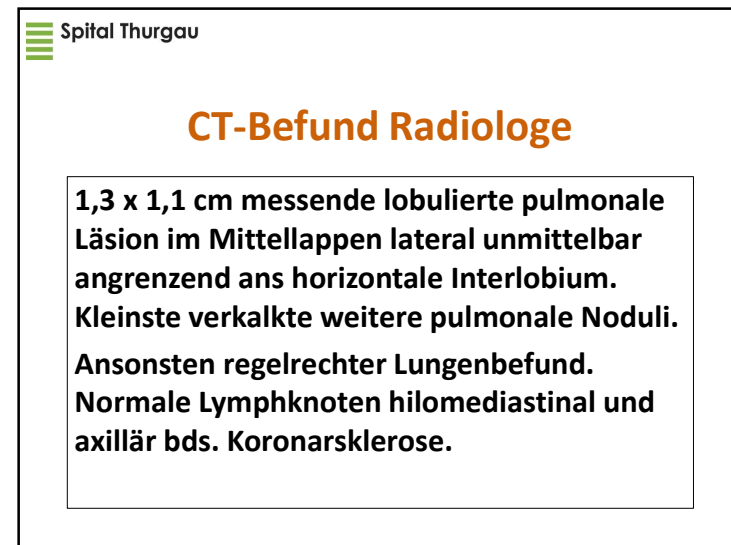 Spital Thurgau
CT-Befund Radiologe
1,3 x 1,1 cm messende lobulierte pulmonale
Läsion im Mittellappen lateral unmittelbar
angrenzend ans horizontale Interlobium.
Kleinste verkalkte weitere pulmonale Noduli.
Ansonsten regelrechter Lungenbefund.
Normale Lymphknoten hilomediastinal und
axillär bds. Koronarsklerose.